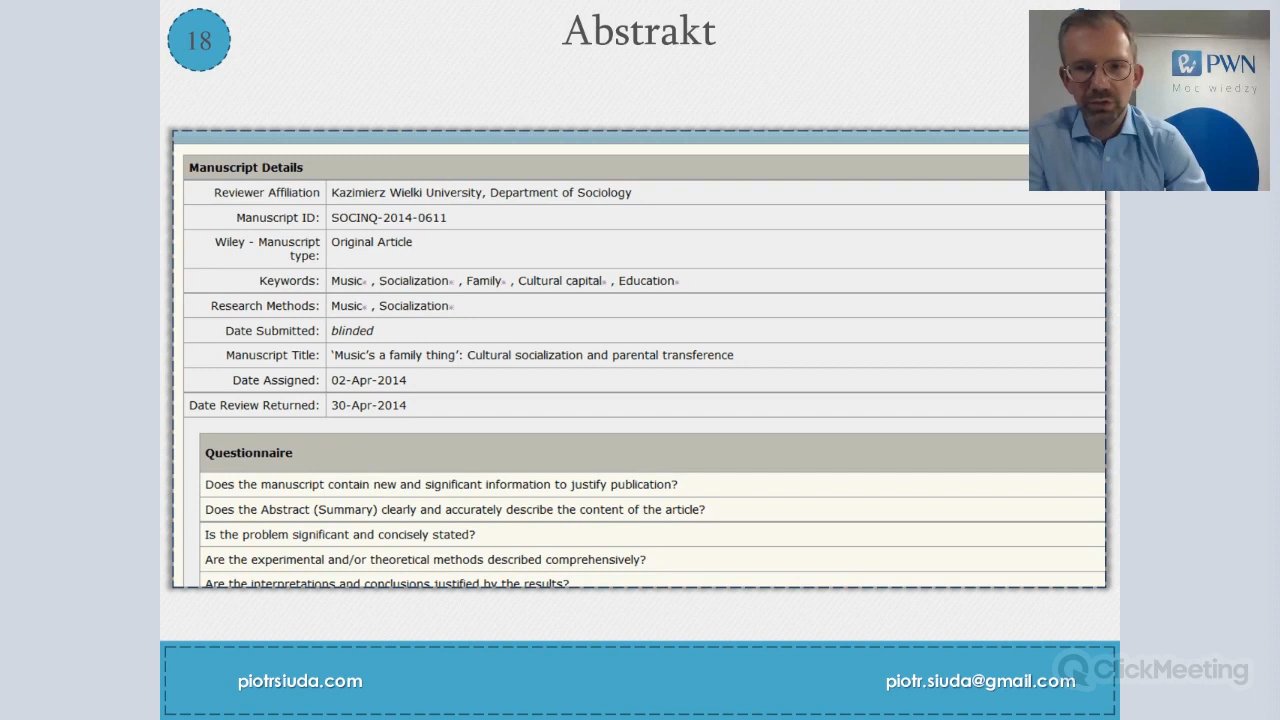 18
Abstrakt
PWN
Moc wiedzy
Manuscript Details
Reviewer Affiliation Kazimierz Wielki University, Department of Sociology
Manuscript ID: SOCINQ-2014-0611
Wiley - Manuscript type: Original Article
Keywords: Music , Socialization , Family , Cultural capital , Education
Research Methods: Music , Socialization
Date Submitted: blinded
Manuscript Title: ‘Music’s a family thing’: Cultural socialization and parental transference
Date Assigned: 02-Apr-2014
Date Review Returned: 30-Apr-2014
Questionnaire
Does the manuscript contain new and significant information to justify publication?
Does the Abstract (Summary) clearly and accurately describe the content of the article?
Is the problem significant and concisely stated?
Are the experimental and/or theoretical methods described comprehensively?
Are the interpretations and conclusions justified by the results?
piotrsiuda.com
piotr.siuda@gmail.com
ClickMeeting